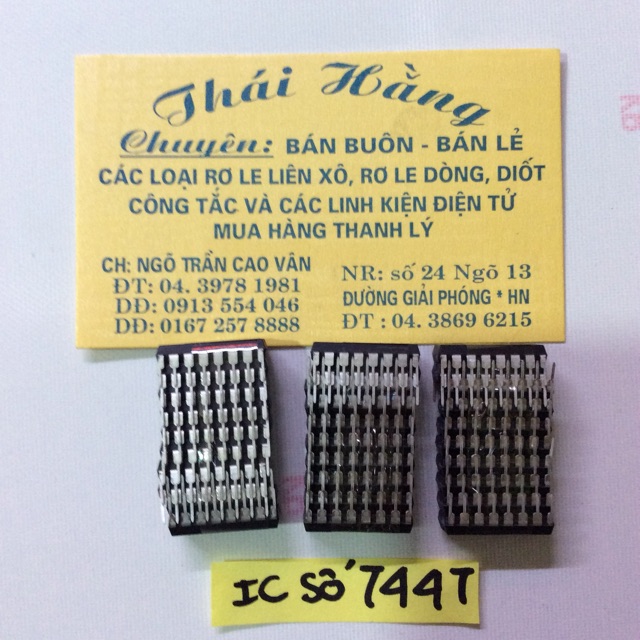 Thái Hằng
Chuyên: BÁN BUÔN - BÁN LẺ
CÁC LOẠI RƠ LE LIÊN XÔ, RƠ LE DÒNG, DIỐT
CÔNG TẮC VÀ CÁC LINH KIỆN ĐIỆN TỬ
MUA HÀNG THANH LÝ
CH: NGÕ TRẦN CAO VÂN
ĐT: 04. 3978 1981
DĐ: 0913 554 046
DĐ: 0167 257 8888
NR: số 24 Ngõ 13
ĐƯỜNG GIẢI PHÓNG * HN
ĐT : 04. 3869 6215
IC Số 744T